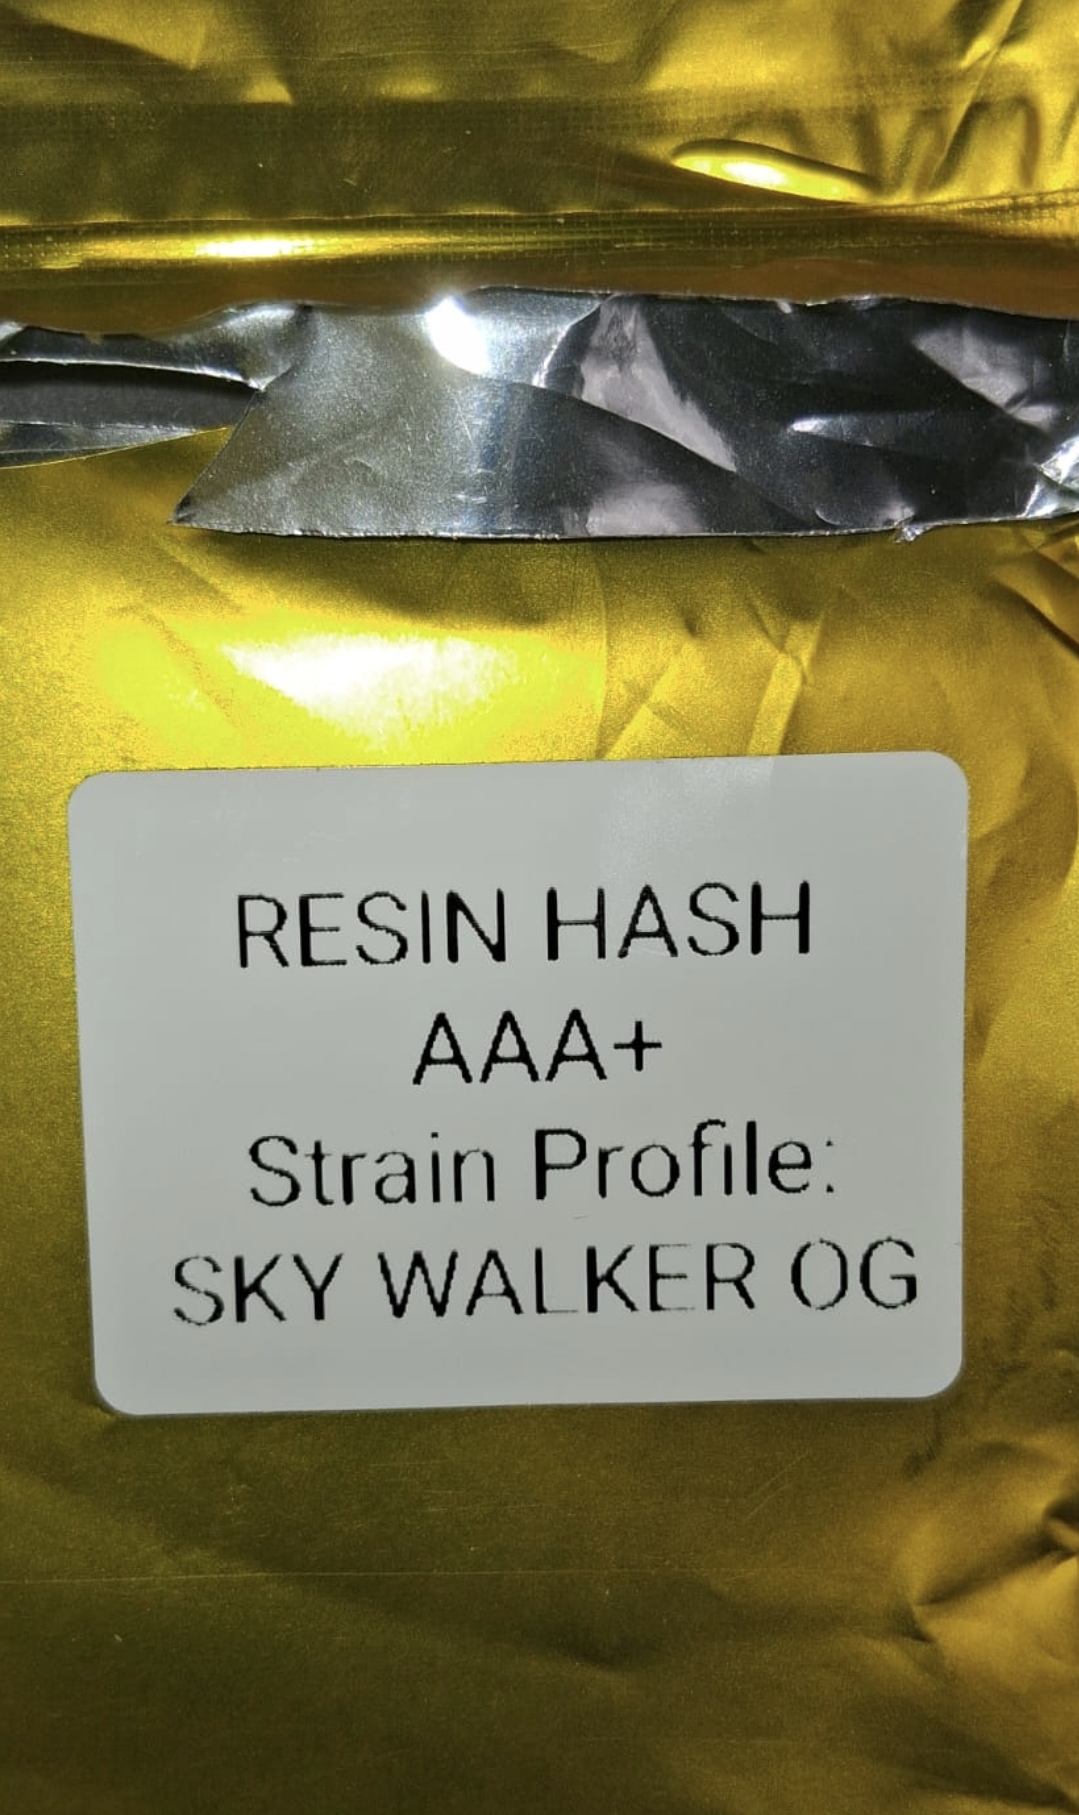 RESIN HASH
AAA+
Strain Profile:
SKY WALKER OG